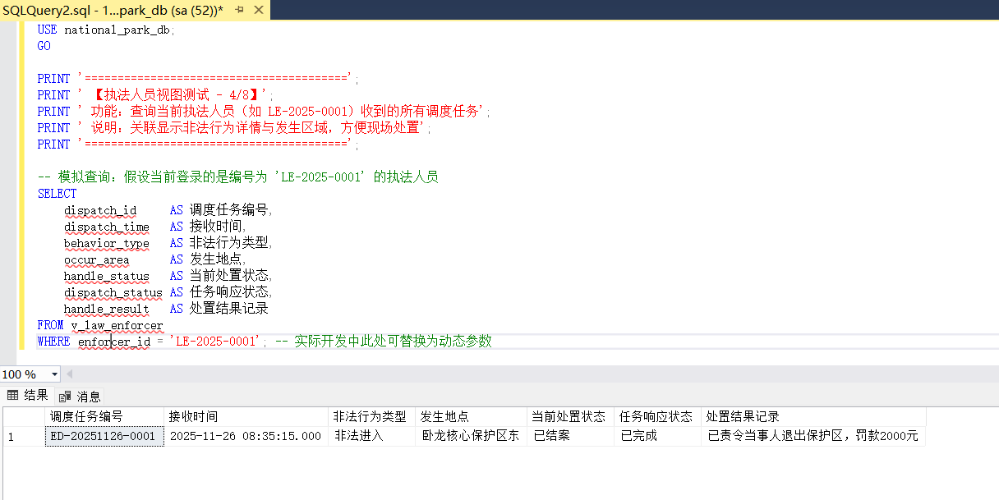 SQLQuery2.sql - 1...park_db (sa (52))*
USE national_park_db;
GO
PRINT '========================================';
PRINT ' 【执法人员视图测试 - 4/8】';
PRINT ' 功能：查询当前执法人员（如 LE-2025-0001）收到的所有调度任务';
PRINT ' 说明：关联显示非法行为详情与发生区域，方便现场处置';
PRINT '========================================';
-- 模拟查询：假设当前登录的是编号为 'LE-2025-0001' 的执法人员
SELECT
dispatch_id AS 调度任务编号,
dispatch_time AS 接收时间,
behavior_type AS 非法行为类型,
occur_area AS 发生地点,
handle_status AS 当前处置状态,
dispatch_status AS 任务响应状态,
handle_result AS 处置结果记录
FROM v_law_enforcer
WHERE enforcer_id = 'LE-2025-0001'; -- 实际开发中此处可替换为动态参数
100 %
结果 消息
调度任务编号 接收时间 非法行为类型 发生地点 当前处置状态 任务响应状态 处置结果记录
1 ED-20251126-0001 2025-11-26 08:35:15.000 非法进入 卧龙核心保护区东 已结案 已完成 已责令当事人退出保护区，罚款2000元